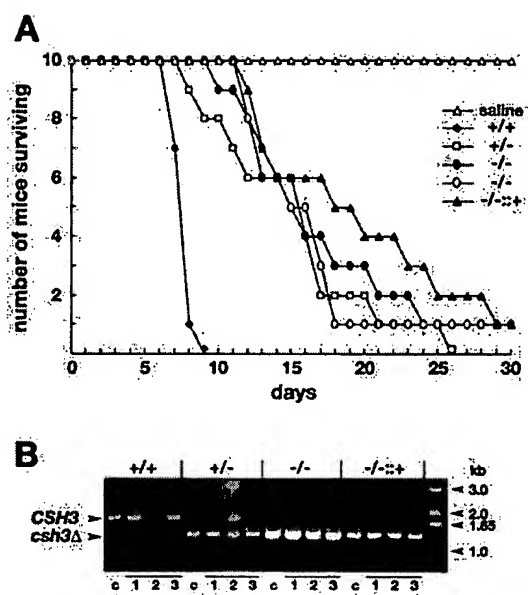 A
number of mice surviving
10
8
6
4
2
0 5 10 15 20 25 30
days
saline
+/+
+/-
-/-
-/-
-/-::+
B
+/+ +/- -/- -/-::+ kb
3.0
CSH3 2.0
1.65
csh3Δ
1.0
c 1 2 3 c 1 2 3 c 1 2 3 c 1 2 3